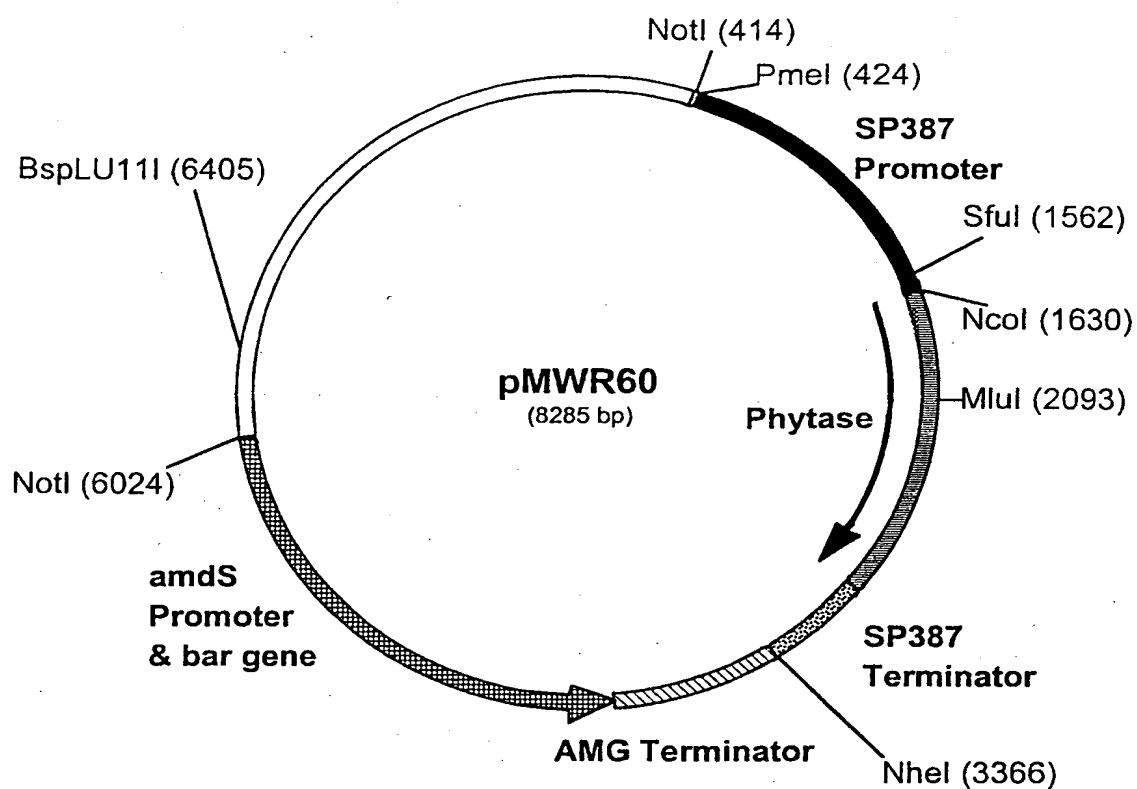 NotI (414)
PmeI (424)
SP387
Promoter
BspLU11I (6405)
SfuI (1562)
NcoI (1630)
pMWR60
(8285 bp)
MluI (2093)
Phytase
NotI (6024)
amdS
Promoter
& bar gene
SP387
Terminator
AMG Terminator
NheI (3366)